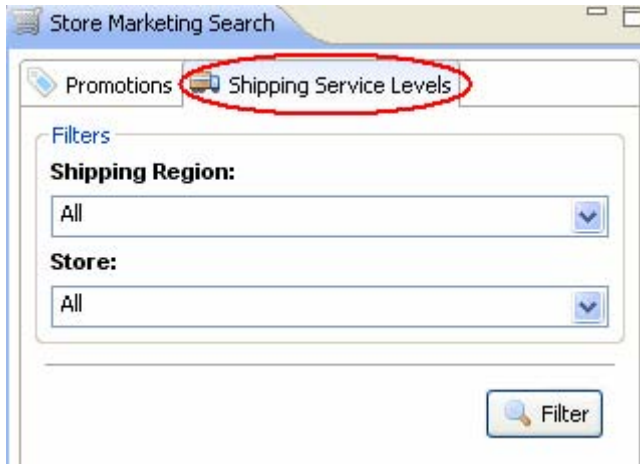 Store Marketing Search
Promotions Shipping Service Levels
Filters
Shipping Region:
All
Store:
All
Filter